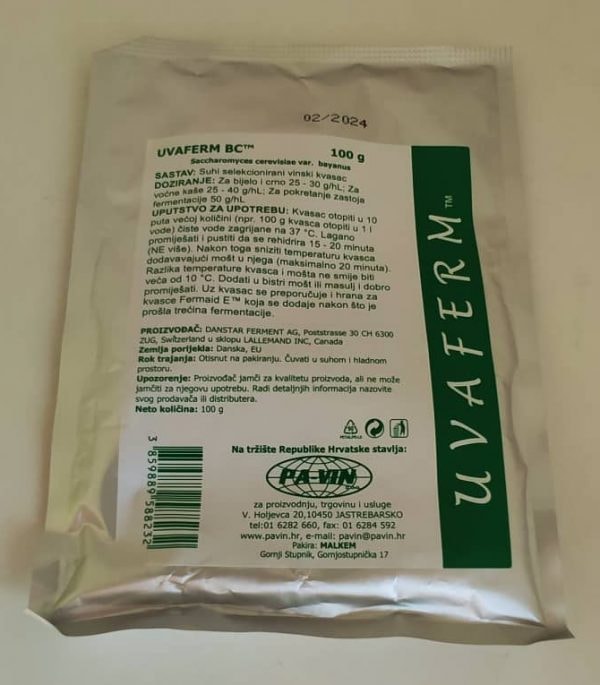 02/2024
UVAFERM BC™ 100 g
Saccharomyces cerevisiae var. bayanus
SASTAV: Suhi selekcionirani vinski kvasac
DOZIRANJE: Za bijelo i crno 25 - 30 g/hL; Za
voćne kaše 25 - 40 g/hL; Za pokretanje zastoja
fermentacije 50 g/hL
UPUTSTVO ZA UPOTREBU: Kvasac otopiti u 10
puta većoj količini (npr. 100 g kvasca otopiti u 1 l
vode) čiste vode zagrijane na 37 °C. Lagano
promiješati i pustiti da se rehidrira 15 - 20 minuta
(NE više). Nakon toga sniziti temperaturu kvasca
dodavavajući mošt u njega (maksimalno 20 minuta).
Razlika temperature kvasca i mošta ne smije biti
veća od 10 °C. Dodati u bistri mošt ili masulj i dobro
promiješati. Uz kvasac se preporučuje i hrana za
kvasce Fermaid E™ koja se dodaje nakon što je
prošla trećina fermentacije.
PROIZVOĐAČ: DANSTAR FERMENT AG, Poststrasse 30 CH 6300
ZUG, Switzerland u sklopu LALLEMAND INC, Canada
Zemlja porijekla: Danska, EU
Rok trajanja: Otisnut na pakiranju. Čuvati u suhom i hladnom
prostoru.
Upozorenje: Proizvođač jamči za kvalitetu proizvoda, ali ne može
jamčiti za njegovu upotrebu. Radi detaljnjih informacija nazovite
svog prodavača ili distributera.
Neto količina: 100 g
3 859889 588232
Na tržište Republike Hrvatske stavlja:
PA-VIN
za proizvodnju, trgovinu i usluge
V. Holjevca 20,10450 JASTREBARSKO
tel:01 6282 660, fax: 01 6284 592
www.pavin.hr, e-mail: pavin@pavin.hr
Pakira: MALKEM
Gornji Stupnik, Gornjostupnička 17
UVAFERM™